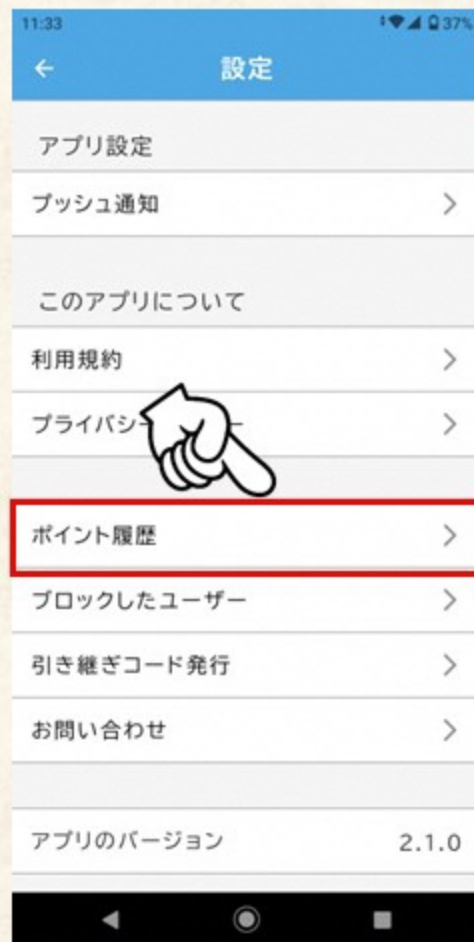 11:33
37%
設定
アプリ設定
プッシュ通知
このアプリについて
利用規約
プライバシー
ポイント履歴
ブロックしたユーザー
引き継ぎコード発行
お問い合わせ
アプリのバージョン 2.1.0